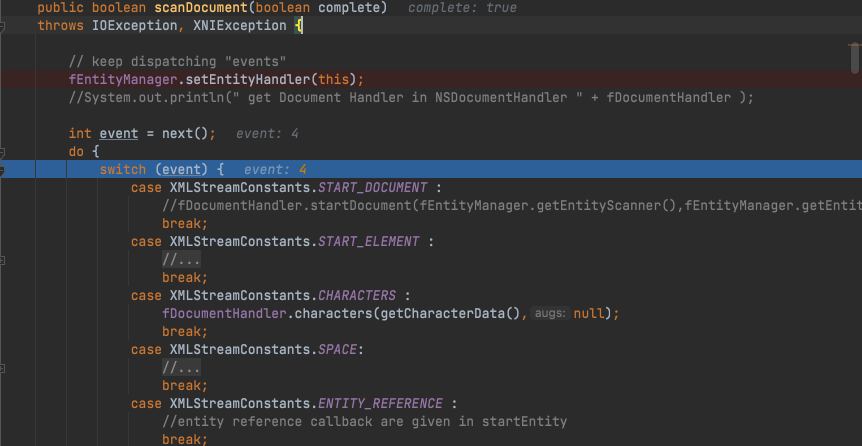 public boolean scanDocument(boolean complete)   complete: true
throws IOException, XNIException {
// keep dispatching "events"
fEntityManager.setEntityHandler(this);
//System.out.println(" get Document Handler in NSDocumentHandler " + fDocumentHandler );
int event = next();   event: 4
do {
switch (event) {   event: 4
case XMLStreamConstants.START_DOCUMENT :
//fDocumentHandler.startDocument(fEntityManager.getEntityScanner(),fEntityManager.getEntit
break;
case XMLStreamConstants.START_ELEMENT :
//...
break;
case XMLStreamConstants.CHARACTERS :
fDocumentHandler.characters(getCharacterData(), augs: null);
break;
case XMLStreamConstants.SPACE:
//...
break;
case XMLStreamConstants.ENTITY_REFERENCE :
//entity reference callback are given in startEntity
break;